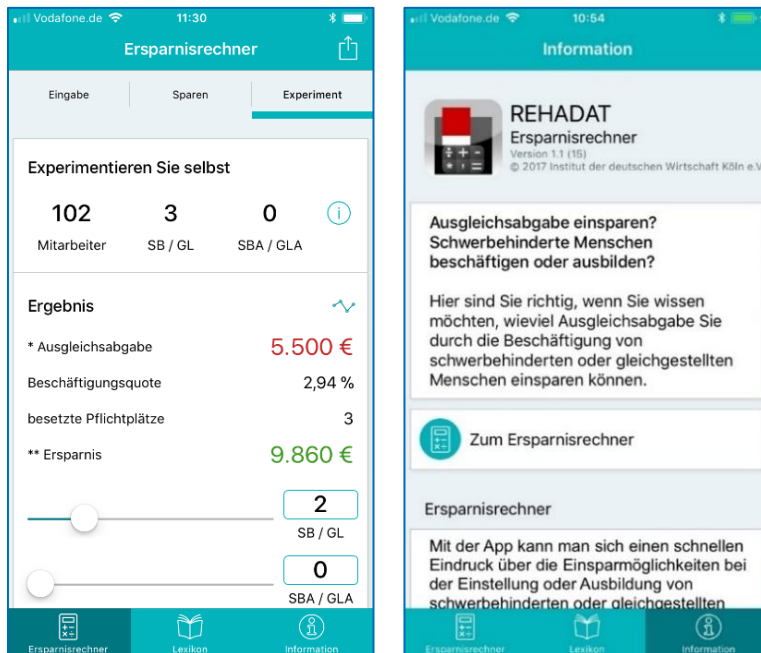 Vodafone.de
11:30
Ersparnisrechner
Eingabe
Sparen
Experiment
Experimentieren Sie selbst
102
3
0
Mitarbeiter
SB / GL
SBA / GLA
Ergebnis
* Ausgleichsabgabe
5.500 €
Beschäftigungsquote
2,94 %
besetzte Pflichtplätze
3
** Ersparnis
9.860 €
2
SB / GL
0
SBA / GLA
Ersparnisrechner
Lexikon
Information
Vodafone.de
10:54
Information
REHADAT
Ersparnisrechner
Version 1.1 (15)
© 2017 Institut der deutschen Wirtschaft Köln e.V
Ausgleichsabgabe einsparen?
Schwerbehinderte Menschen
beschäftigen oder ausbilden?
Hier sind Sie richtig, wenn Sie wissen
möchten, wieviel Ausgleichsabgabe Sie
durch die Beschäftigung von
schwerbehinderten oder gleichgestellten
Menschen einsparen können.
Zum Ersparnisrechner
Ersparnisrechner
Mit der App kann man sich einen schnellen
Eindruck über die Einsparmöglichkeiten bei
der Einstellung oder Ausbildung von
schwerbehinderten oder gleichgestellten
Ersparnisrechner
Lexikon
Information